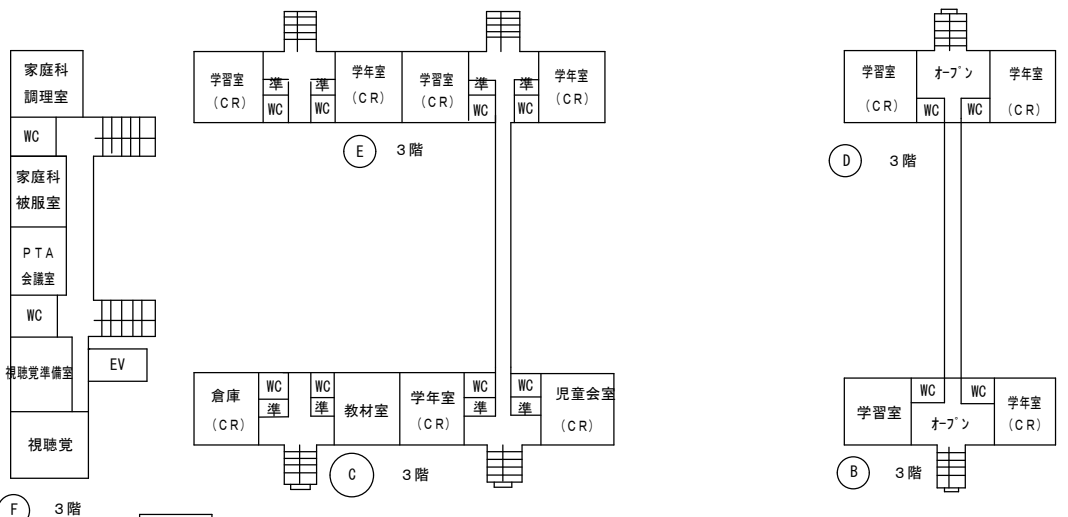 家庭科
調理室
WC
家庭科
被服室
PTA
会議室
WC
視聴覚準備室
EV
視聴覚
F 3階
学習室
(CR)
準
WC
準
WC
学年室
(CR)
学習室
(CR)
準
WC
準
WC
学年室
(CR)
E 3階
倉庫
(CR)
WC
準
WC
準
教材室
学年室
(CR)
WC
準
WC
準
児童会室
(CR)
C 3階
学習室
(CR)
オープン
WC
WC
学年室
(CR)
D 3階
学習室
WC
WC
オープン
学年室
(CR)
B 3階